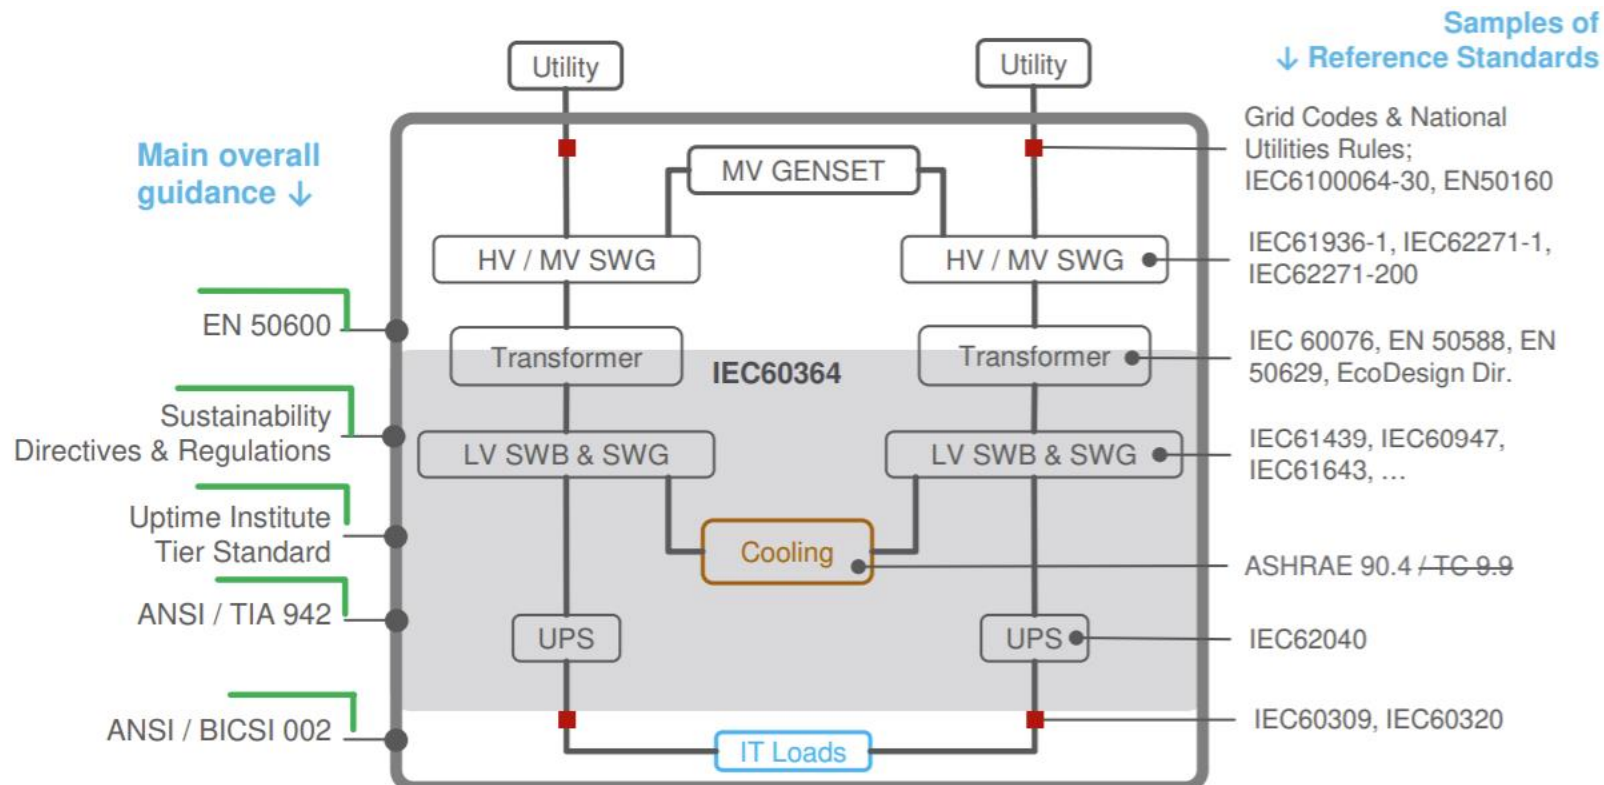 Samples of
↓ Reference Standards
Utility
Utility
Main overall
guidance ↓
MV GENSET
Grid Codes & National
Utilities Rules;
IEC6100064-30, EN50160
HV / MV SWG
HV / MV SWG
IEC61936-1, IEC62271-1,
IEC62271-200
EN 50600
Transformer
IEC60364
Transformer
IEC 60076, EN 50588, EN
50629, EcoDesign Dir.
Sustainability
Directives & Regulations
LV SWB & SWG
LV SWB & SWG
IEC61439, IEC60947,
IEC61643, …
Uptime Institute
Tier Standard
Cooling
ASHRAE 90.4 / TC 9.9
ANSI / TIA 942
UPS
UPS
IEC62040
ANSI / BICSI 002
IEC60309, IEC60320
IT Loads